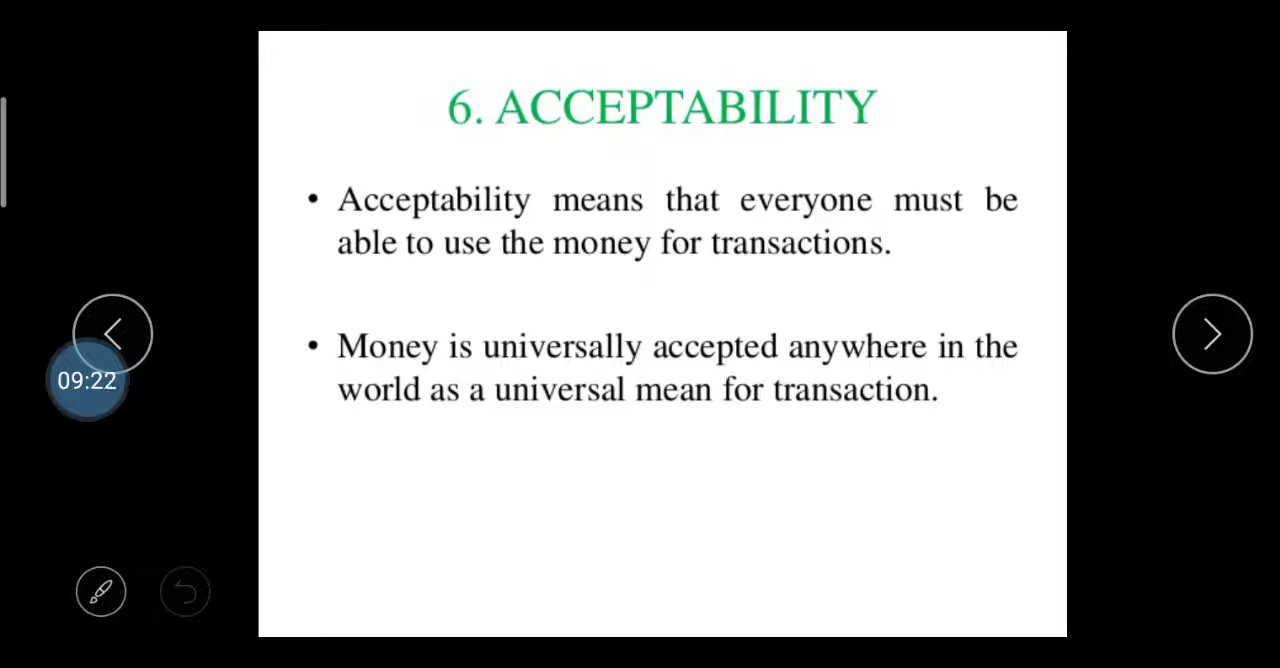 6. ACCEPTABILITY
• Acceptability means that everyone must be
able to use the money for transactions.
• Money is universally accepted anywhere in the
world as a universal mean for transaction.
09:22